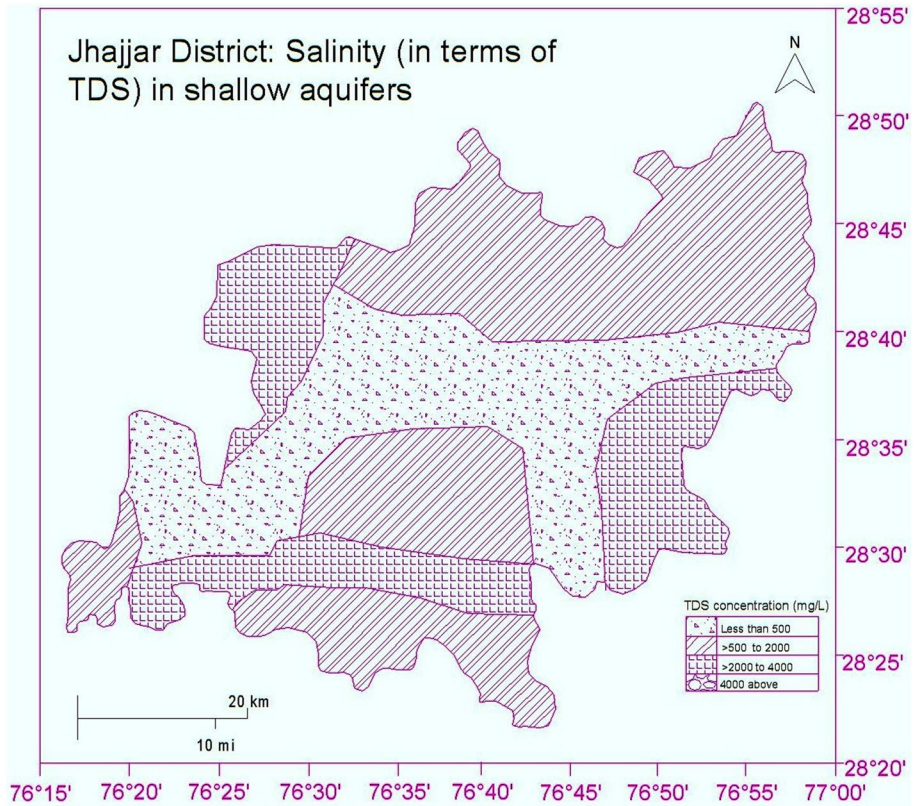 Jhajjar District: Salinity (in terms of
TDS) in shallow aquifers
N
28°55'
28°50'
28°45'
28°40'
28°35'
28°30'
28°25'
28°20'
TDS concentration (mg/L)
Less than 500
>500 to 2000
>2000 to 4000
4000 above
20 km
10 mi
76°15'
76°20'
76°25'
76°30'
76°35'
76°40'
76°45'
76°50'
76°55'
77°00'